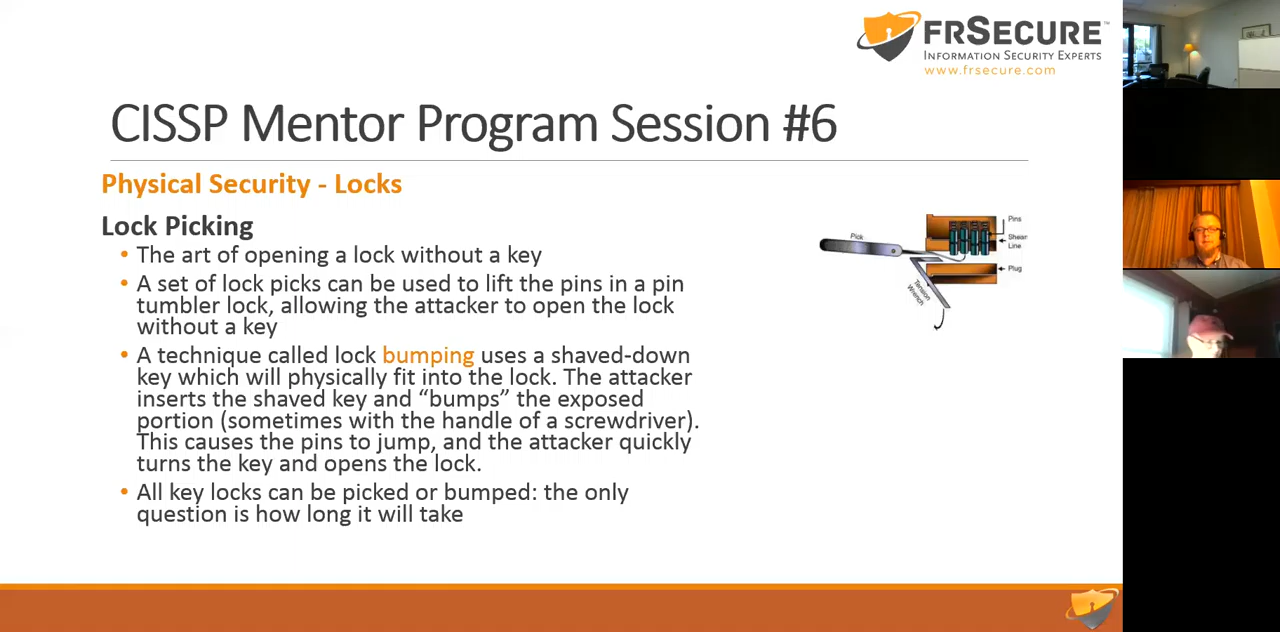 FRSECURE™
INFORMATION SECURITY EXPERTS
www.frsecure.com
CISSP Mentor Program Session #6
Physical Security - Locks
Lock Picking
• The art of opening a lock without a key
• A set of lock picks can be used to lift the pins in a pin
tumbler lock, allowing the attacker to open the lock
without a key
• A technique called lock bumping uses a shaved-down
key which will physically fit into the lock. The attacker
inserts the shaved key and “bumps” the exposed
portion (sometimes with the handle of a screwdriver).
This causes the pins to jump, and the attacker quickly
turns the key and opens the lock.
• All key locks can be picked or bumped: the only
question is how long it will take
Pick
Pins
Shear
Line
Plug
Tension
Wrench